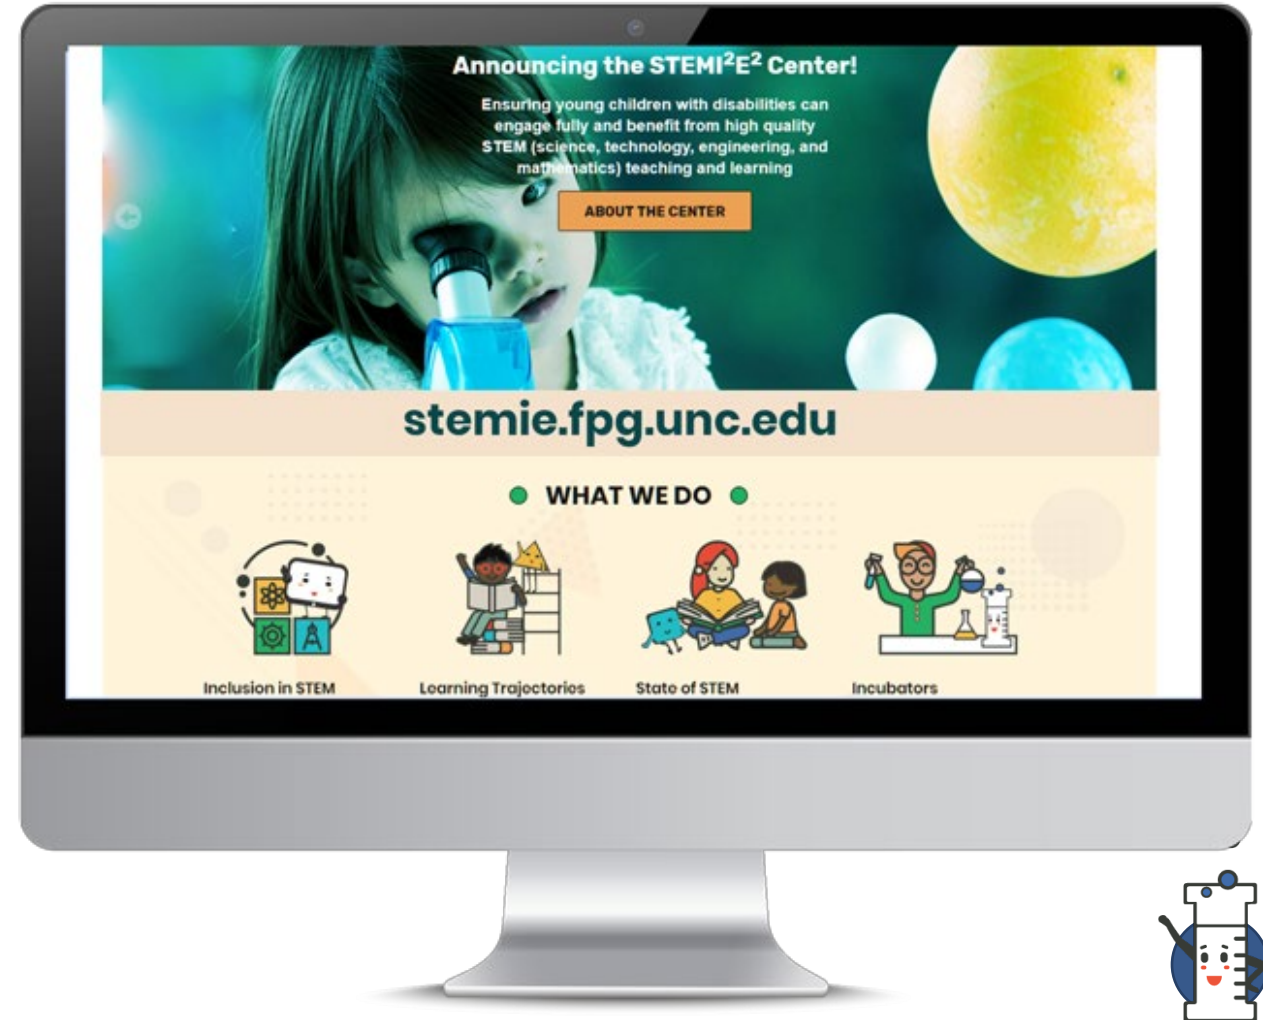 Announcing the STEMI²E² Center!
Ensuring young children with disabilities can
engage fully and benefit from high quality
STEM (science, technology, engineering, and
mathematics) teaching and learning
ABOUT THE CENTER
stemie.fpg.unc.edu
WHAT WE DO
Inclusion in STEM
Learning Trajectories
State of STEM
Incubators